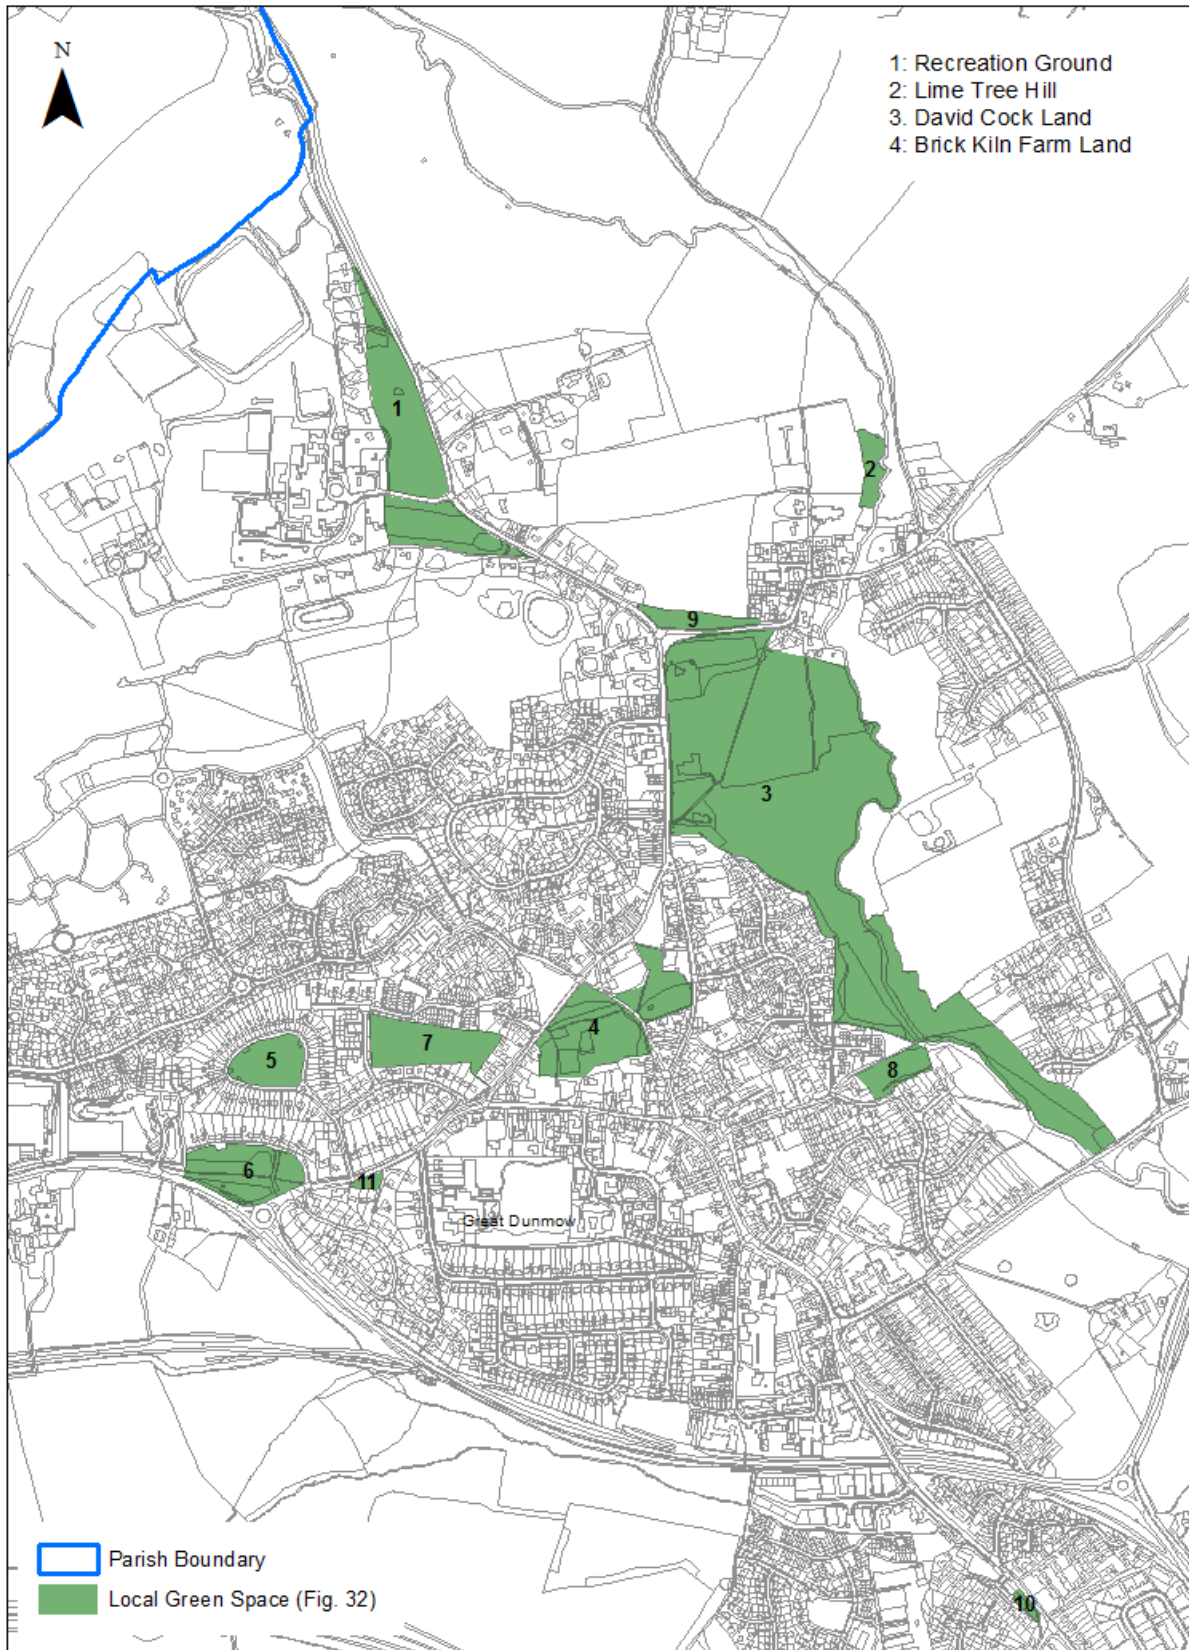 N
1: Recreation Ground
2: Lime Tree Hill
3. David Cock Land
4: Brick Kiln Farm Land
1
2
9
3
4
7
5
8
6
11
Great Dunmow
10
Parish Boundary
Local Green Space (Fig. 32)